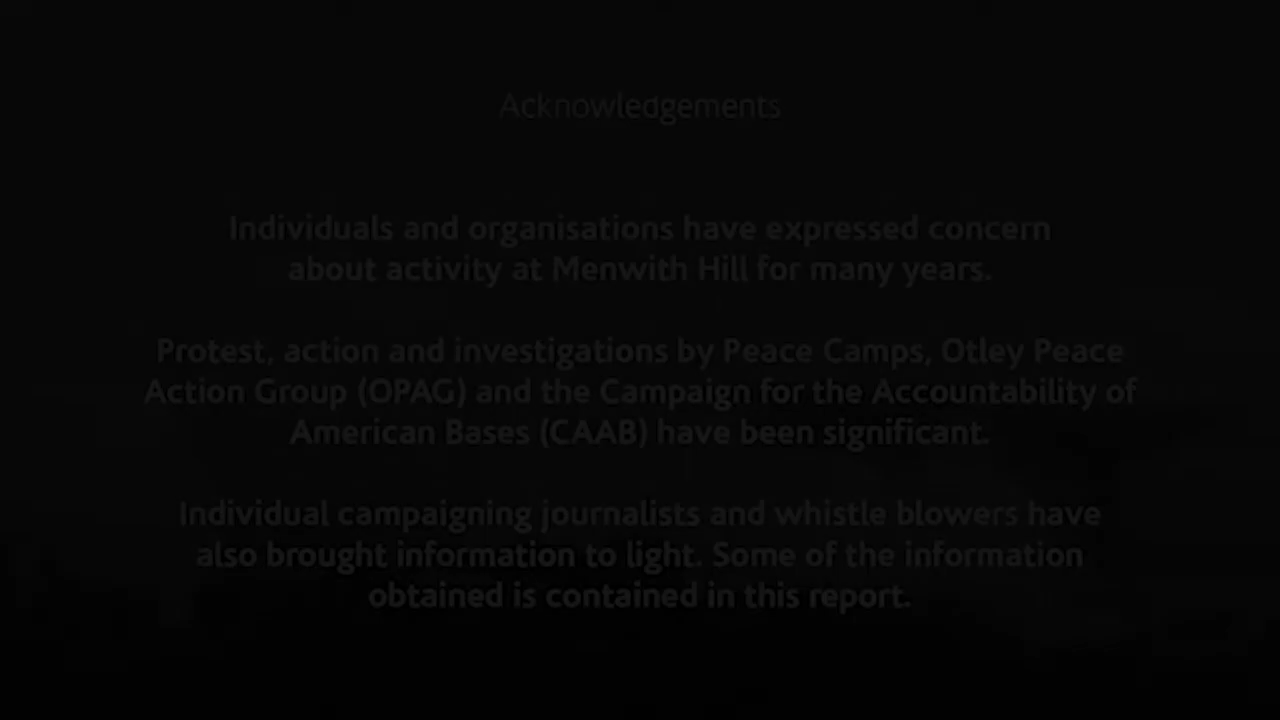 Acknowledgements
Individuals and organisations have expressed concern
about activity at Menwith Hill for many years.
Protest, action and investigations by Peace Camps, Otley Peace
Action Group (OPAG) and the Campaign for the Accountability of
American Bases (CAAB) have been significant.
Individual campaigning journalists and whistle blowers have
also brought information to light. Some of the information
obtained is contained in this report.